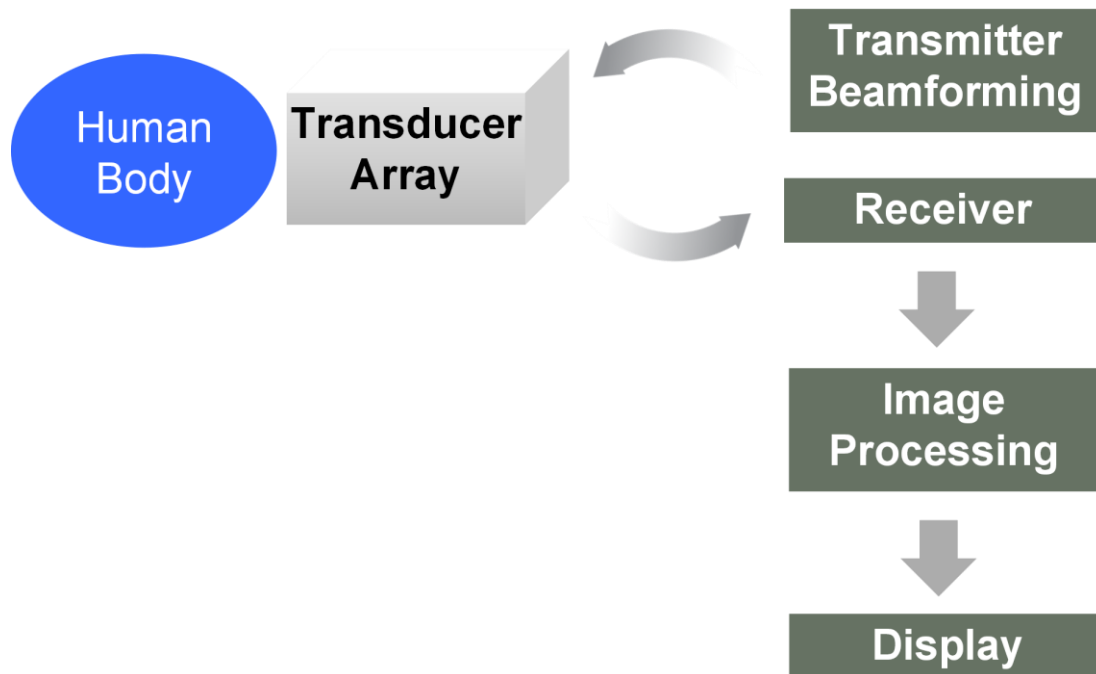 Human
Body
Transducer
Array
Transmitter
Beamforming
Receiver
Image
Processing
Display